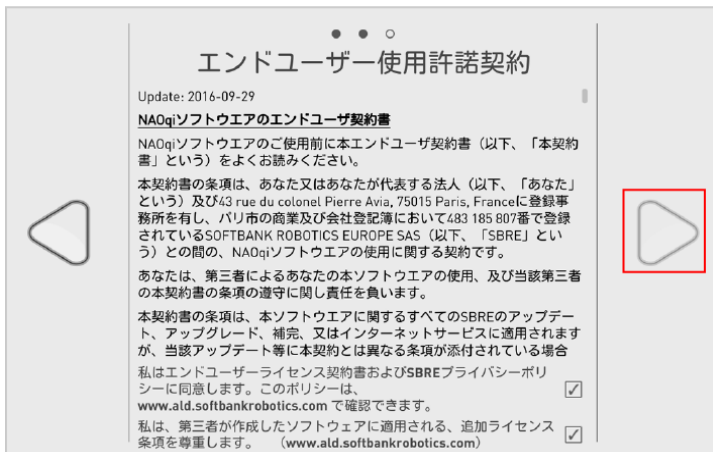 エンドユーザー使用許諾契約
Update: 2016-09-29
NAOqiソフトウエアのエンドユーザ契約書
NAOqiソフトウエアのご使用前に本エンドユーザ契約書（以下、「本契約
書」という）をよくお読みください。
本契約書の条項は、あなた又はあなたが代表する法人（以下、「あなた」
という）及び43 rue du colonel Pierre Avia, 75015 Paris, Franceに登録事
務所を有し、パリ市の商業及び会社登記簿において483 185 807番で登録
されているSOFTBANK ROBOTICS EUROPE SAS（以下、「SBRE」とい
う）との間の、NAOqiソフトウエアの使用に関する契約です。
あなたは、第三者によるあなたの本ソフトウエアの使用、及び当該第三者
の本契約書の条項の遵守に関し責任を負います。
本契約書の条項は、本ソフトウエアに関するすべてのSBREのアップデー
ト、アップグレード、補完、又はインターネットサービスに適用されます
が、当該アップデート等に本契約とは異なる条項が添付されている場合
私はエンドユーザーライセンス契約書およびSBREプライバシーポリ
シーに同意します。このポリシーは、
www.ald.softbankrobotics.com で確認できます。
私は、第三者が作成したソフトウェアに適用される、追加ライセンス
条項を尊重します。 （www.ald.softbankrobotics.com）